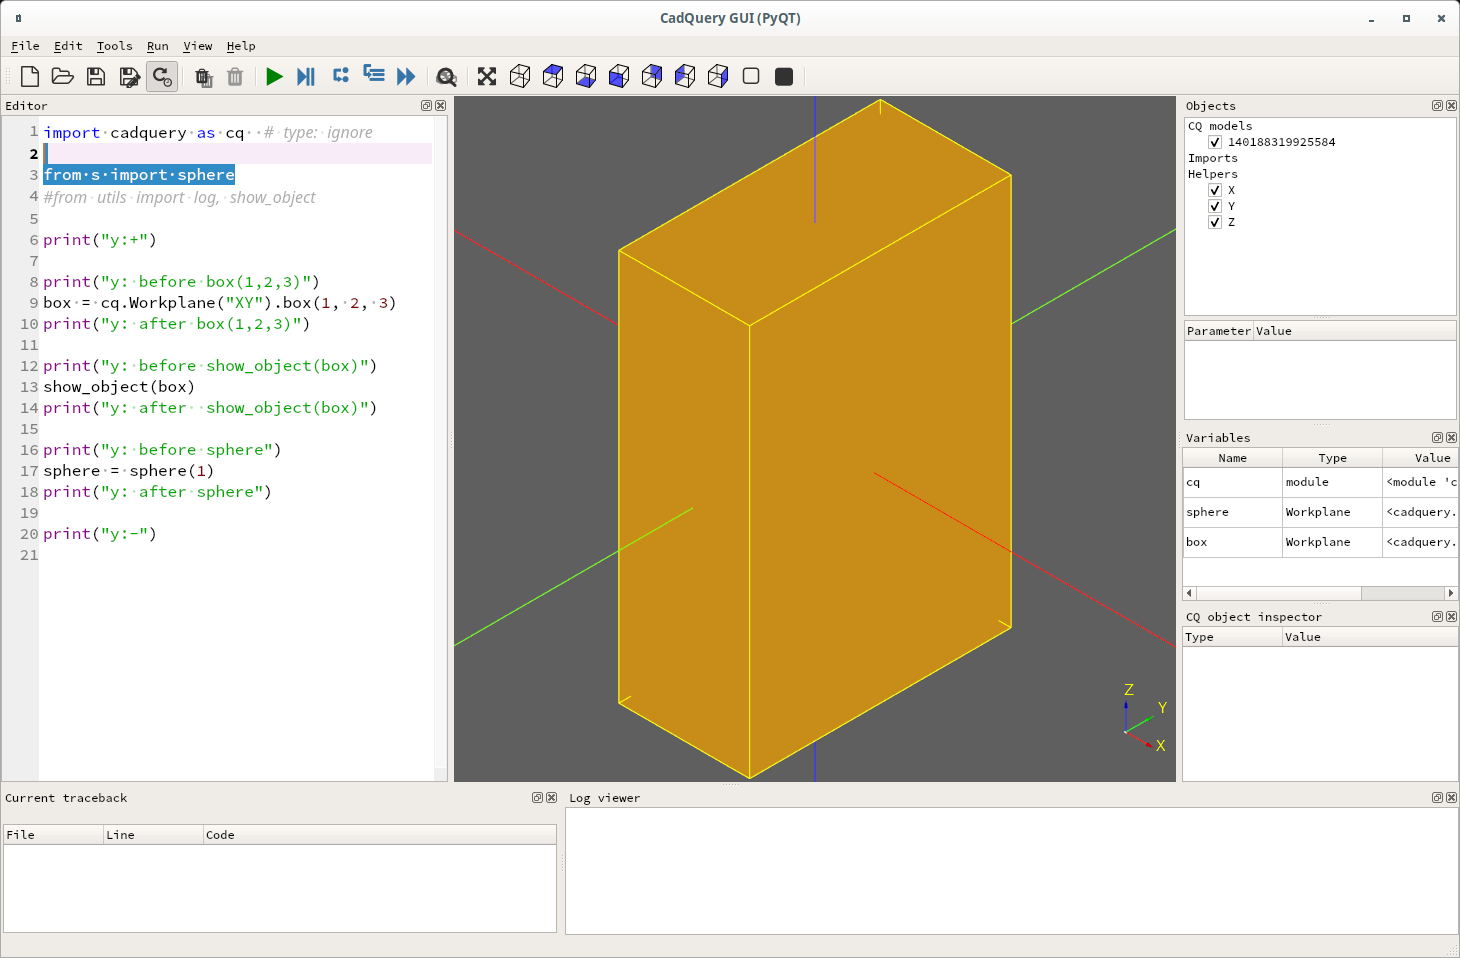 CadQuery GUI (PyQT)
File Edit Tools Run View Help
Editor
1 import cadquery as cq  # type: ignore
2
3 from s import sphere
4 #from utils import log, show_object
5
6 print("y:+")
7
8 print("y: before box(1,2,3)")
9 box = cq.Workplane("XY").box(1, 2, 3)
10 print("y: after box(1,2,3)")
11
12 print("y: before show_object(box)")
13 show_object(box)
14 print("y: after  show_object(box)")
15
16 print("y: before sphere")
17 sphere = sphere(1)
18 print("y: after sphere")
19
20 print("y:-")
21
Z
Y
X
Objects
CQ models
140188319925584
Imports
Helpers
X
Y
Z
Parameter Value
Variables
Name Type Value
cq module <module 'c
sphere Workplane <cadquery.
box Workplane <cadquery.
CQ object inspector
Type Value
Current traceback
File Line Code
Log viewer